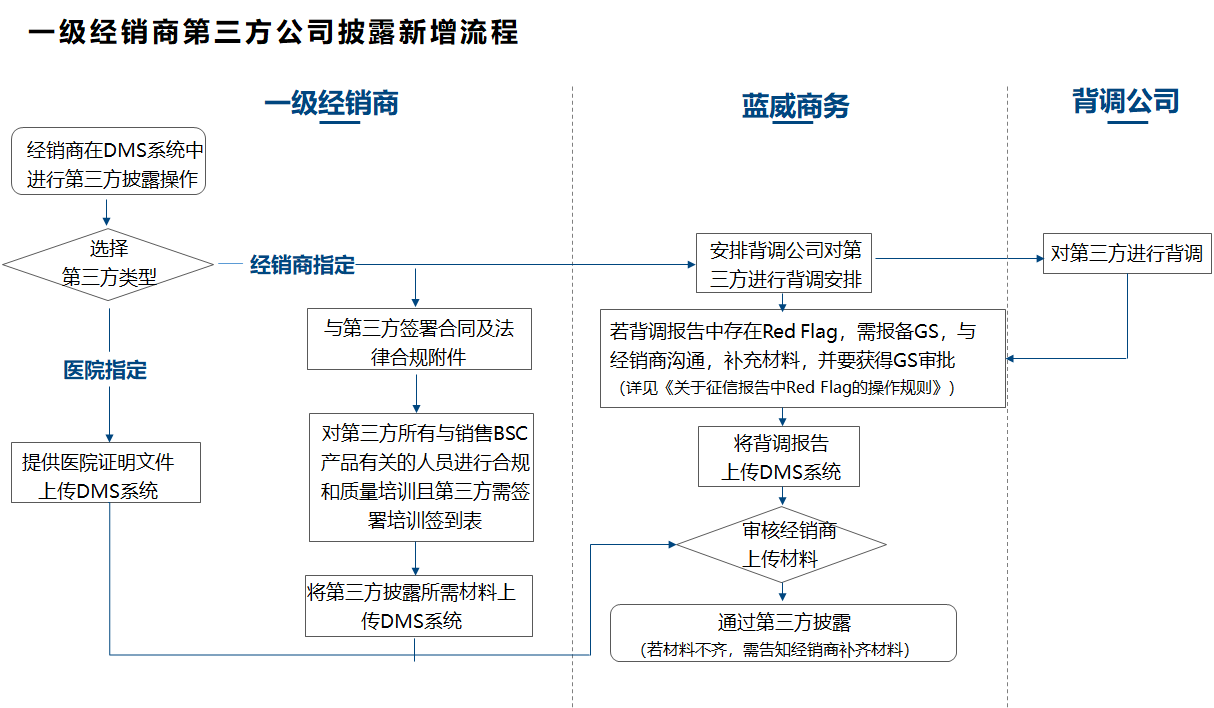 一级经销商第三方公司披露新增流程
一级经销商
蓝威商务
背调公司
经销商在DMS系统中
进行第三方披露操作
选择
第三方类型
经销商指定
医院指定
提供医院证明文件
上传DMS系统
与第三方签署合同及法
律合规附件
对第三方所有与销售BSC
产品有关的人员进行合规
和质量培训且第三方需签
署培训签到表
将第三方披露所需材料上
传DMS系统
安排背调公司对第
三方进行背调安排
对第三方进行背调
若背调报告中存在Red Flag，需报备GS，与
经销商沟通，补充材料，并要获得GS审批
（详见《关于征信报告中Red Flag的操作规则》）
将背调报告
上传DMS系统
审核经销商
上传材料
通过第三方披露
（若材料不齐，需告知经销商补齐材料）